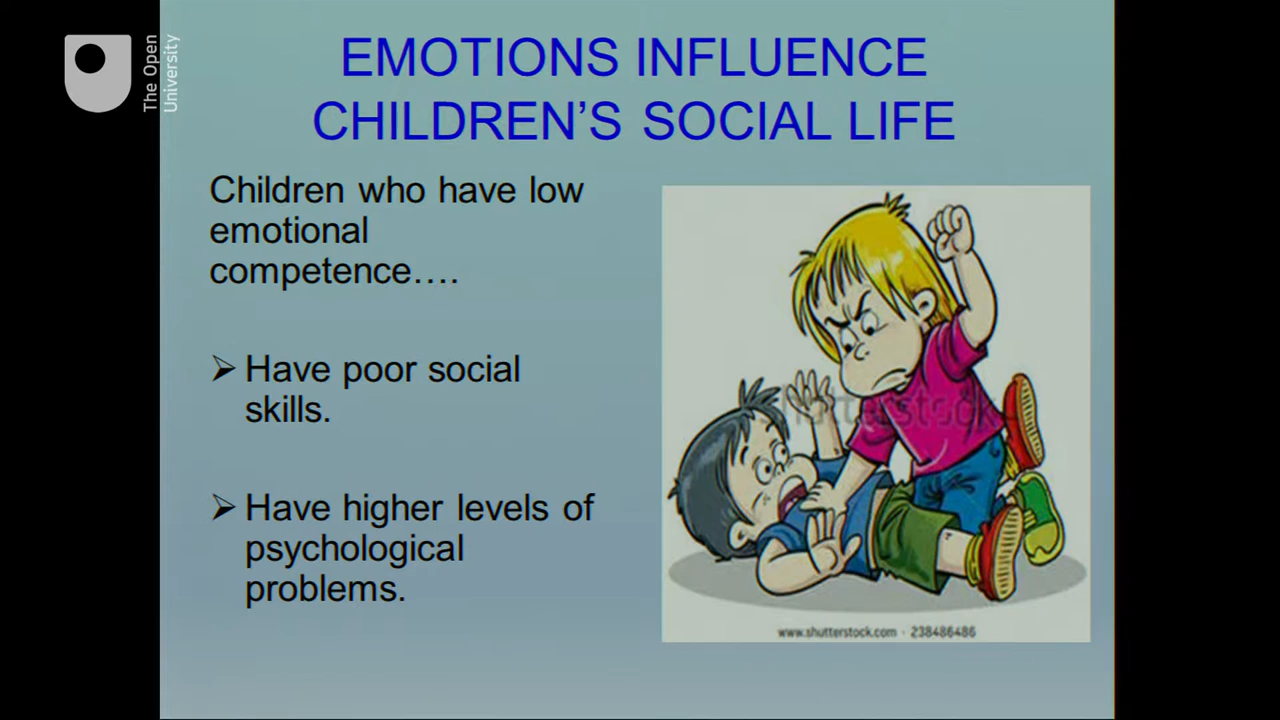 The Open
University
EMOTIONS INFLUENCE
CHILDREN’S SOCIAL LIFE
Children who have low
emotional
competence….
Have poor social
skills.
Have higher levels of
psychological
problems.
shutterstock
www.shutterstock.com · 238486486